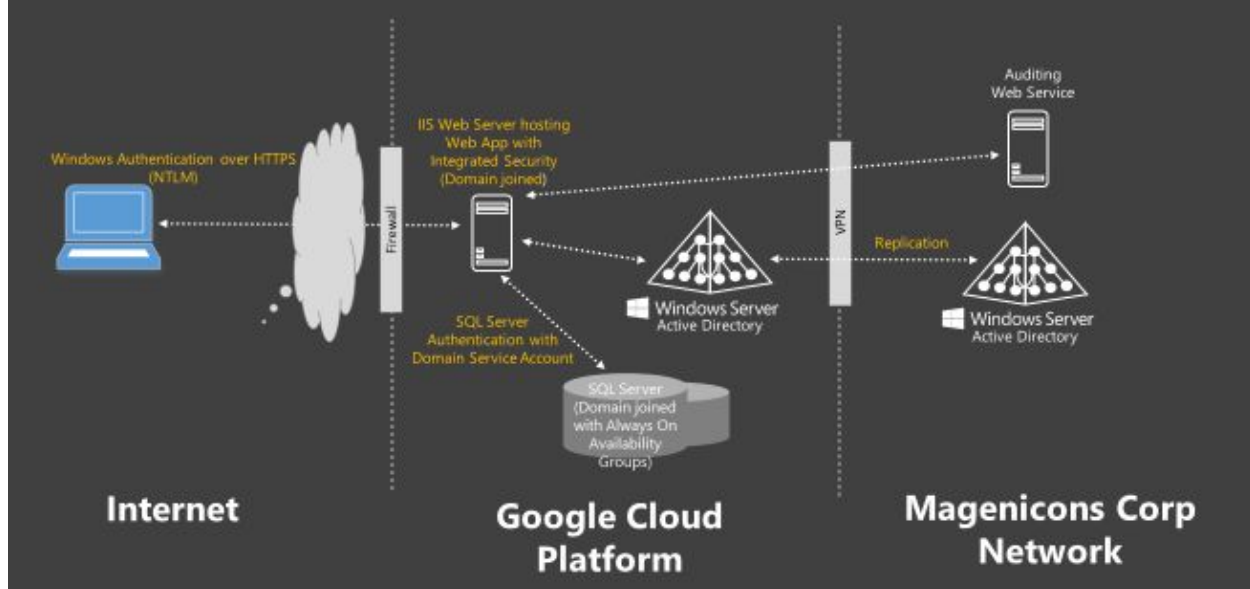 Auditing
Web Service
IIS Web Server hosting
Web App with
Integrated Security
(Domain joined)
Windows Authentication over HTTPS
(NTLM)
Firewall
VPN
Replication
Windows Server
Active Directory
Windows Server
Active Directory
SQL Server
Authentication with
Domain Service Account
SQL Server
(Domain joined
with Always On
Availability
Groups)
Internet
Google Cloud
Platform
Magenicons Corp
Network